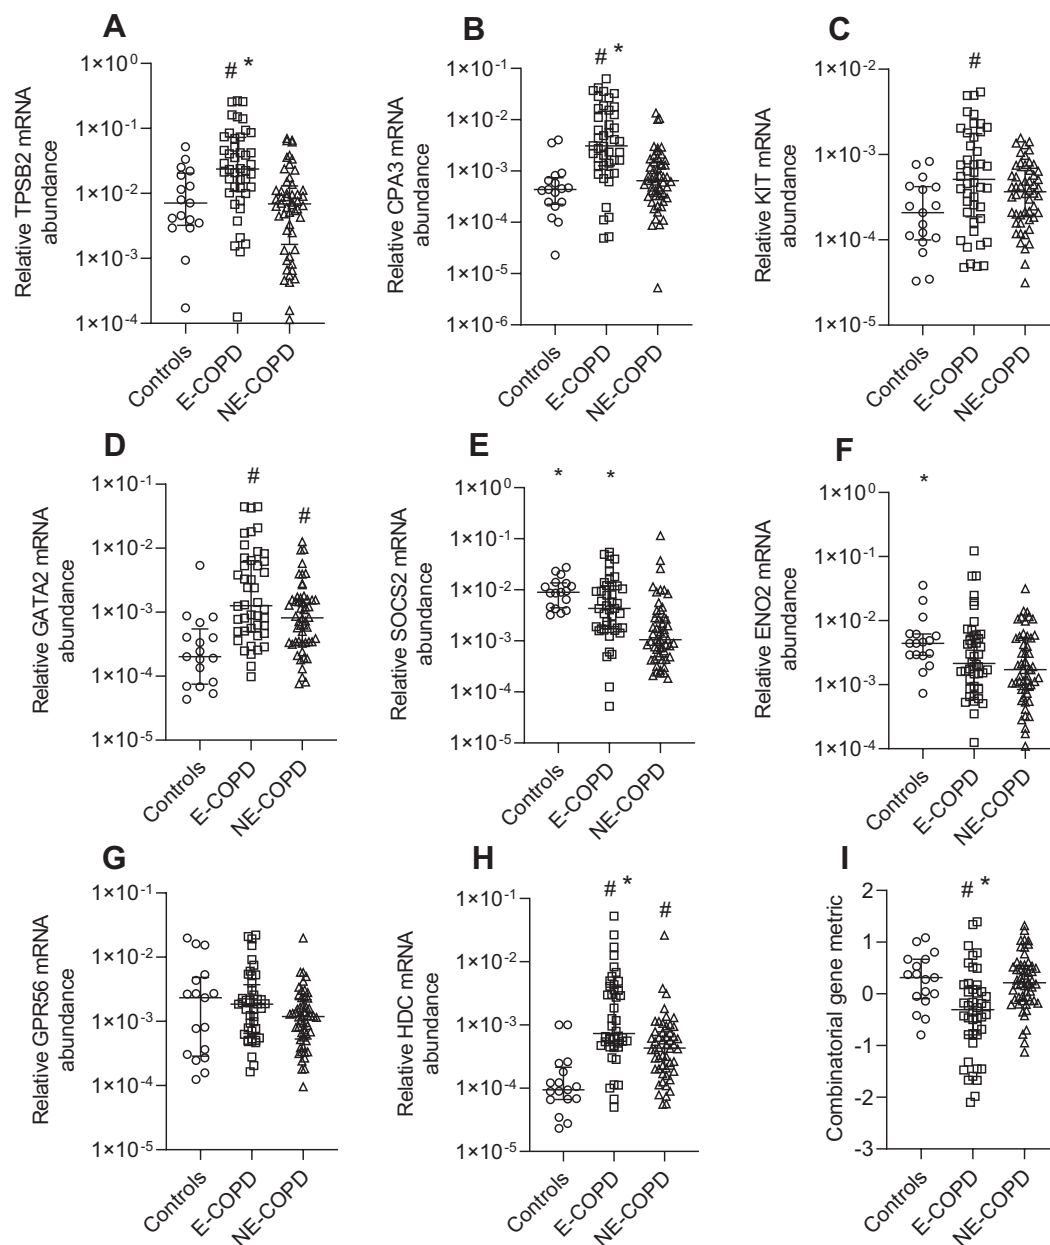 A
# *
1×10⁰
1×10⁻¹
1×10⁻²
1×10⁻³
1×10⁻⁴
Relative TPSB2 mRNA
abundance
Controls
E-COPD
NE-COPD
B
# *
1×10⁻¹
1×10⁻²
1×10⁻³
1×10⁻⁴
1×10⁻⁵
1×10⁻⁶
Relative CPA3 mRNA
abundance
Controls
E-COPD
NE-COPD
C
#
1×10⁻²
1×10⁻³
1×10⁻⁴
1×10⁻⁵
Relative KIT mRNA
abundance
Controls
E-COPD
NE-COPD
D
#
#
1×10⁻¹
1×10⁻²
1×10⁻³
1×10⁻⁴
1×10⁻⁵
Relative GATA2 mRNA
abundance
Controls
E-COPD
NE-COPD
E
* *
1×10⁰
1×10⁻¹
1×10⁻²
1×10⁻³
1×10⁻⁴
1×10⁻⁵
Relative SOCS2 mRNA
abundance
Controls
E-COPD
NE-COPD
F
*
1×10⁰
1×10⁻¹
1×10⁻²
1×10⁻³
1×10⁻⁴
Relative ENO2 mRNA
abundance
Controls
E-COPD
NE-COPD
G
1×10⁻¹
1×10⁻²
1×10⁻³
1×10⁻⁴
1×10⁻⁵
Relative GPR56 mRNA
abundance
Controls
E-COPD
NE-COPD
H
# *
#
1×10⁻¹
1×10⁻²
1×10⁻³
1×10⁻⁴
1×10⁻⁵
Relative HDC mRNA
abundance
Controls
E-COPD
NE-COPD
I
# *
2
1
0
-1
-2
-3
Combinatorial gene metric
Controls
E-COPD
NE-COPD